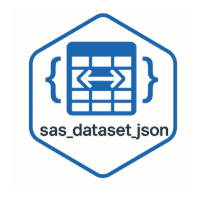 { }
sas_dataset_json